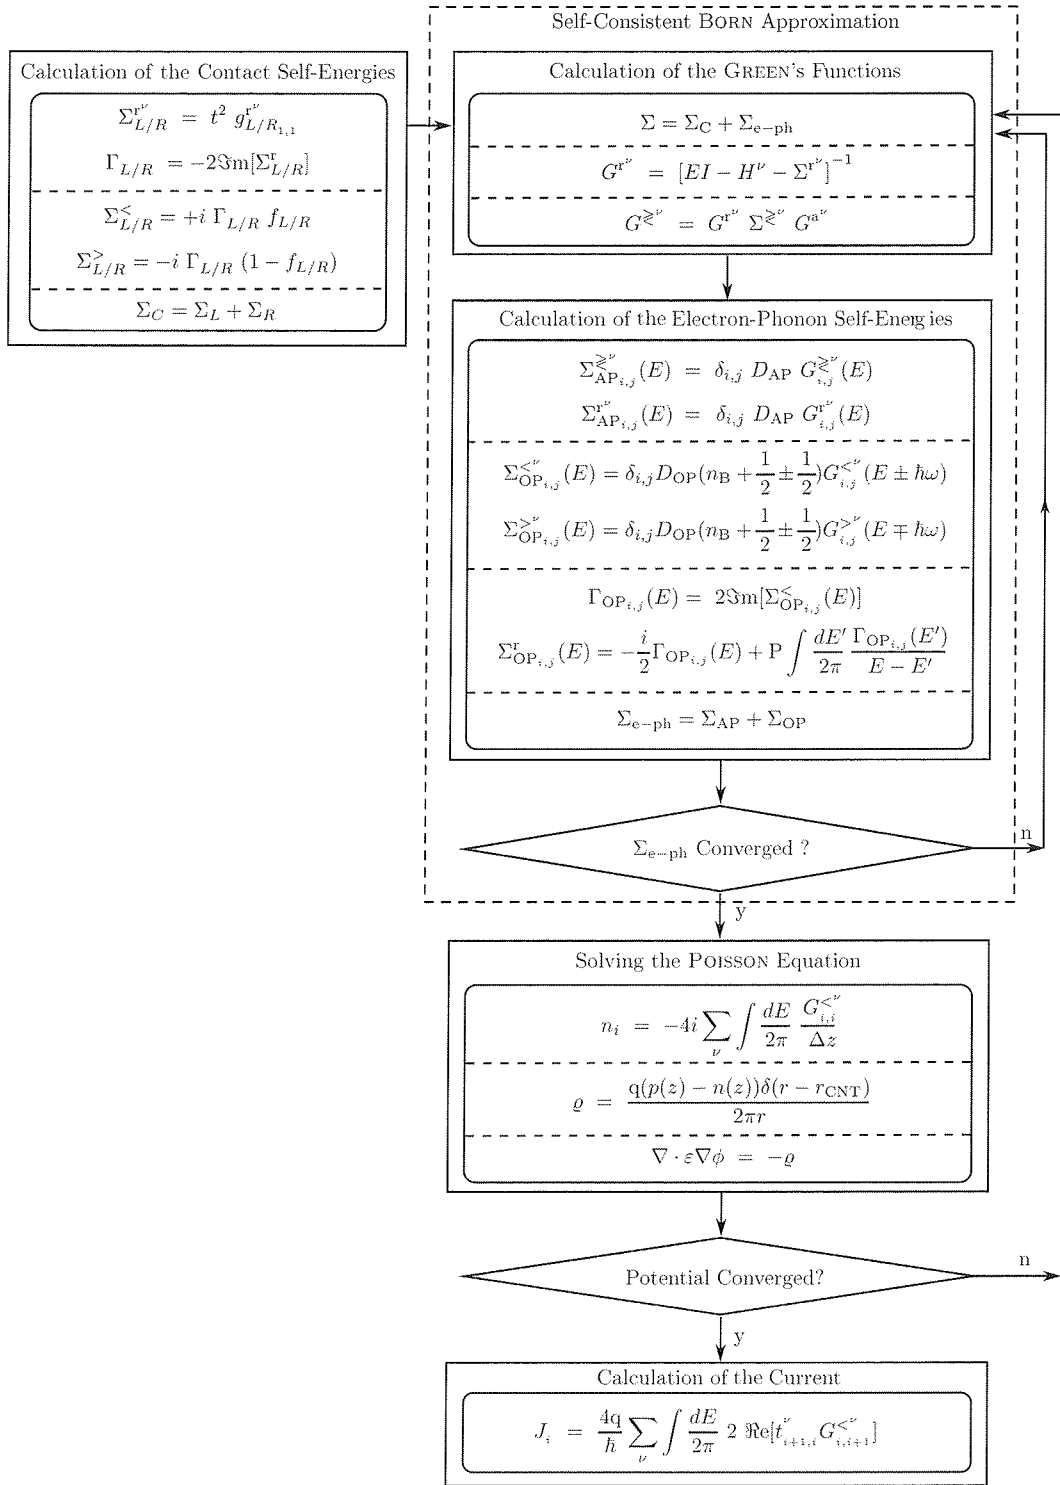 Self-Consistent BORN Approximation
Calculation of the Contact Self-Energies
Σ^{r^ν}_{L/R} = t² g^{r^ν}_{L/R_{1,1}}
Γ_{L/R} = −2ℑm[Σ^r_{L/R}]
Σ^<_{L/R} = +i Γ_{L/R} f_{L/R}
Σ^>_{L/R} = −i Γ_{L/R} (1 − f_{L/R})
Σ_C = Σ_L + Σ_R
Calculation of the GREEN's Functions
Σ = Σ_C + Σ_{e−ph}
G^{r^ν} = [EI − H^ν − Σ^{r^ν}]^{−1}
G^{≷^ν} = G^{r^ν} Σ^{≷^ν} G^{a^ν}
Calculation of the Electron-Phonon Self-Energies
Σ^{≷^ν}_{AP_{i,j}}(E) = δ_{i,j} D_{AP} G^{≷^ν}_{i,j}(E)
Σ^{r^ν}_{AP_{i,j}}(E) = δ_{i,j} D_{AP} G^{r^ν}_{i,j}(E)
Σ^{<^ν}_{OP_{i,j}}(E) = δ_{i,j} D_{OP}(n_B + 1/2 ± 1/2)G^{<^ν}_{i,j}(E ± ℏω)
Σ^{>^ν}_{OP_{i,j}}(E) = δ_{i,j} D_{OP}(n_B + 1/2 ± 1/2)G^{>^ν}_{i,j}(E ∓ ℏω)
Γ_{OP_{i,j}}(E) = 2ℑm[Σ^<_{OP_{i,j}}(E)]
Σ^r_{OP_{i,j}}(E) = −i/2 Γ_{OP_{i,j}}(E) + P ∫ dE′/2π Γ_{OP_{i,j}}(E′)/(E − E′)
Σ_{e−ph} = Σ_{AP} + Σ_{OP}
Σ_{e−ph} Converged ?
n
y
Solving the POISSON Equation
n_i = −4i ∑_ν ∫ dE/2π G^{<^ν}_{i,i}/Δz
ϱ = q(p(z) − n(z))δ(r − r_{CNT})/2πr
∇ · ε∇ϕ = −ϱ
Potential Converged?
n
y
Calculation of the Current
J_i = 4q/ℏ ∑_ν ∫ dE/2π 2 ℜe[t^ν_{i+1,i} G^{<^ν}_{i,i+1}]